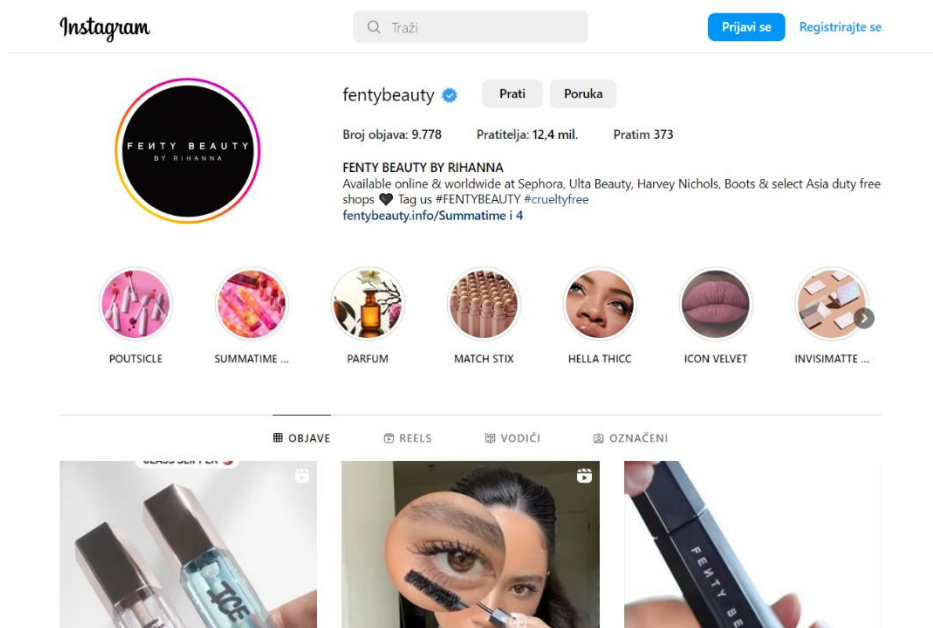 Instagram
Traži
Prijavi se
Registrirajte se
FENTY BEAUTY
BY RIHANNA
fentybeauty
Prati
Poruka
Broj objava: 9.778 Pratitelja: 12,4 mil. Pratim 373
FENTY BEAUTY BY RIHANNA
Available online & worldwide at Sephora, Ulta Beauty, Harvey Nichols, Boots & select Asia duty free
shops 🖤 Tag us #FENTYBEAUTY #crueltyfree
fentybeauty.info/Summatime i 4
POUTSICLE
SUMMATIME ...
PARFUM
MATCH STIX
HELLA THICC
ICON VELVET
INVISIMATTE ...
OBJAVE
REELS
VODIČI
OZNAČENI
ICE
FENTY BE